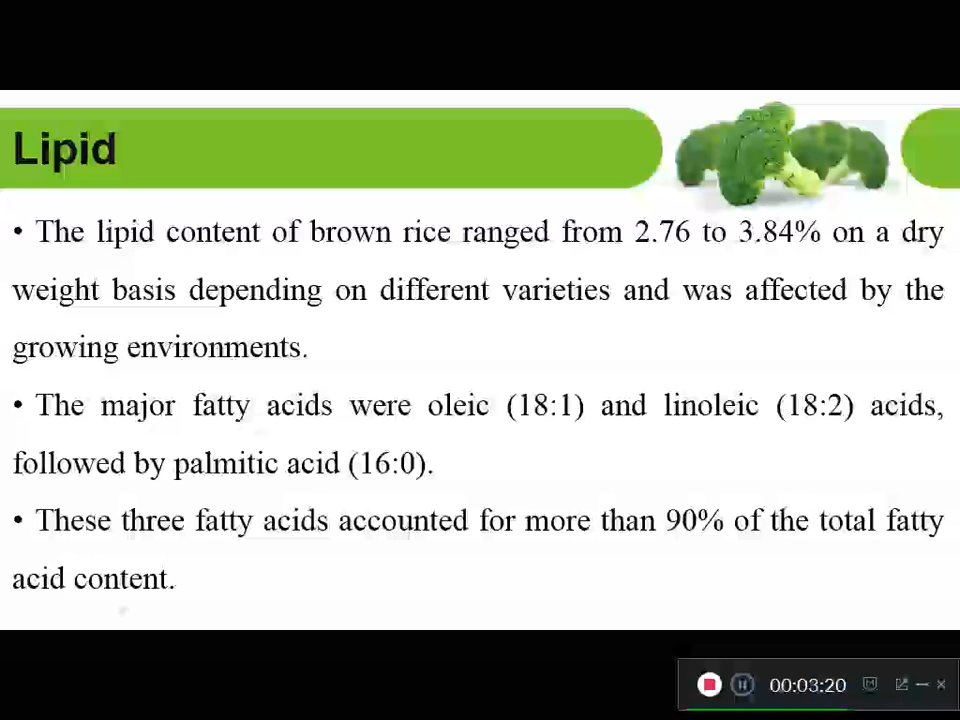 Lipid
• The lipid content of brown rice ranged from 2.76 to 3.84% on a dry
weight basis depending on different varieties and was affected by the
growing environments.
• The major fatty acids were oleic (18:1) and linoleic (18:2) acids,
followed by palmitic acid (16:0).
• These three fatty acids accounted for more than 90% of the total fatty
acid content.
00:03:20